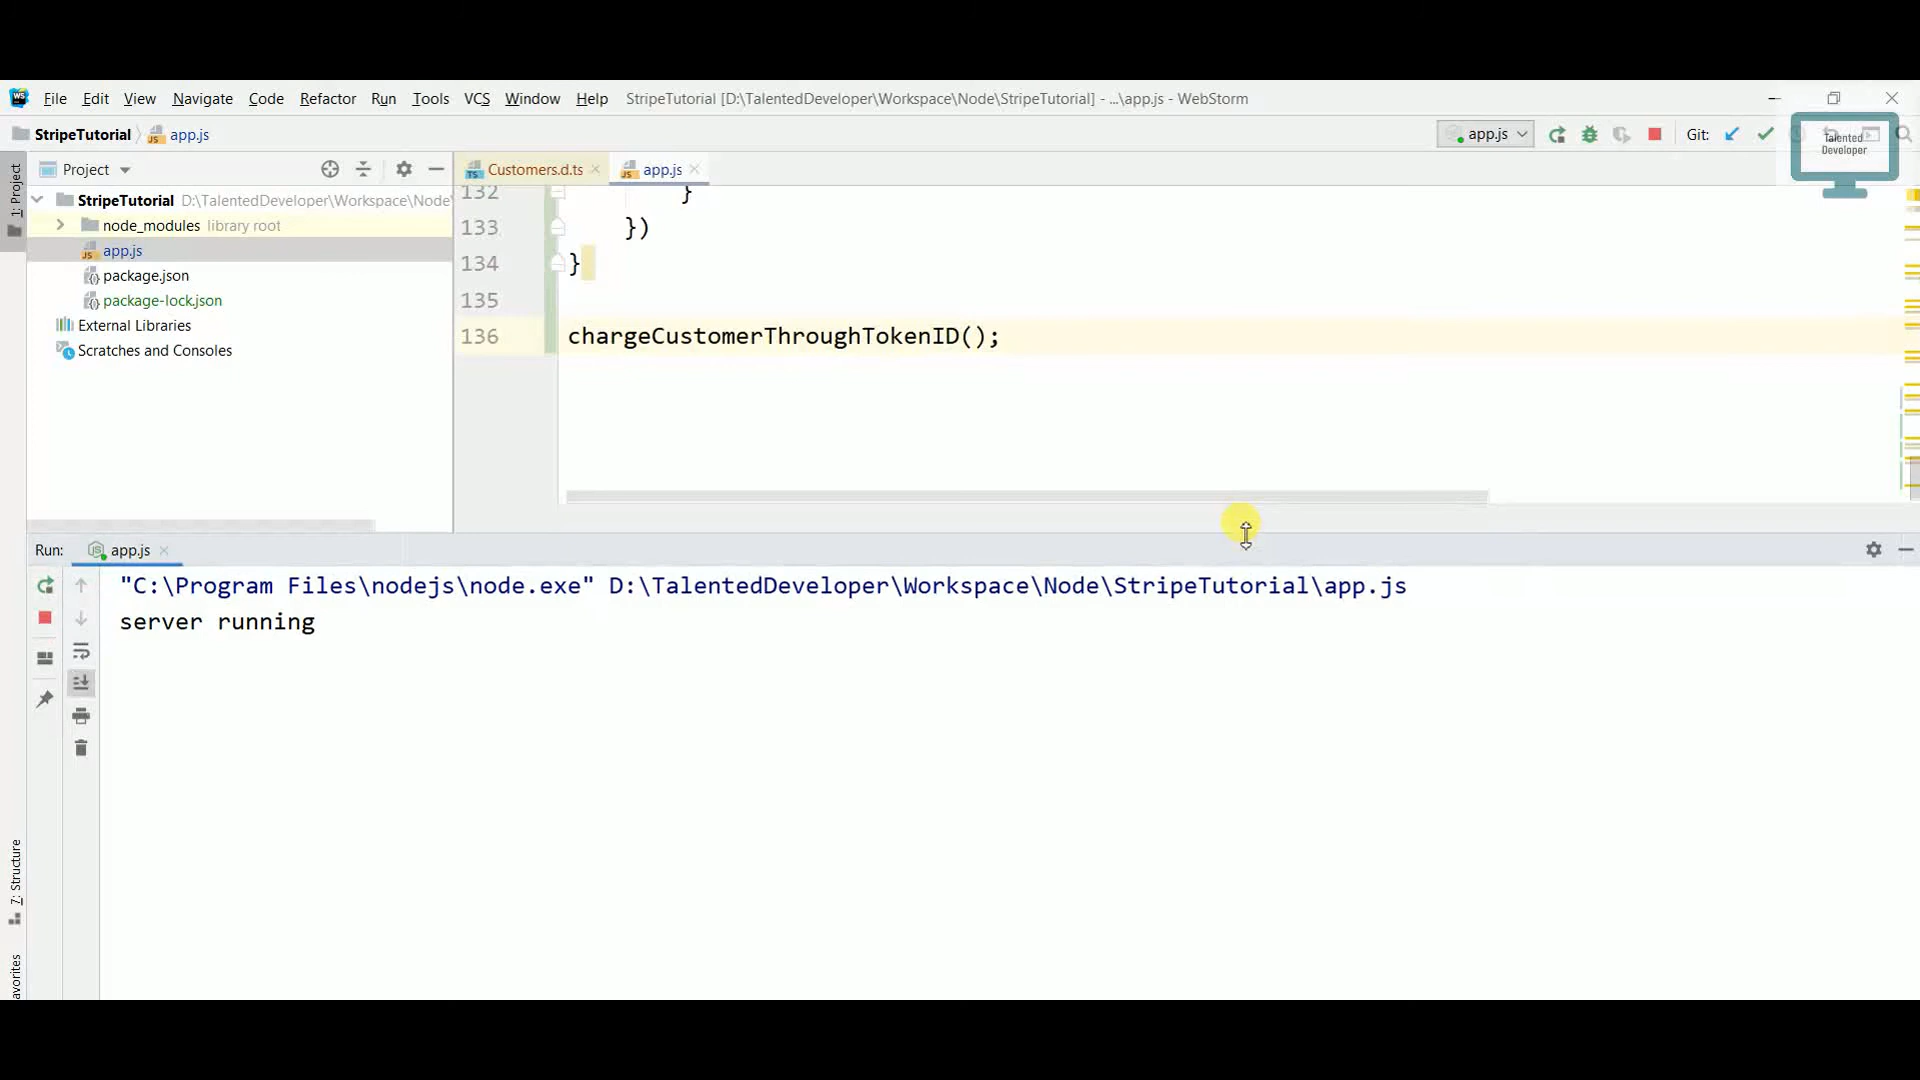 File Edit View Navigate Code Refactor Run Tools VCS Window Help StripeTutorial [D:\TalentedDeveloper\Workspace\Node\StripeTutorial] - ...\app.js - WebStorm
StripeTutorial app.js
app.js Git:
Talented
Developer
1: Project
Project
Customers.d.ts app.js
StripeTutorial D:\TalentedDeveloper\Workspace\Node\
node_modules library root
app.js
package.json
package-lock.json
External Libraries
Scratches and Consoles
132 }
133 })
134 }
135
136 chargeCustomerThroughTokenID();
Run: app.js
"C:\Program Files\nodejs\node.exe" D:\TalentedDeveloper\Workspace\Node\StripeTutorial\app.js
server running
7: Structure
avorites